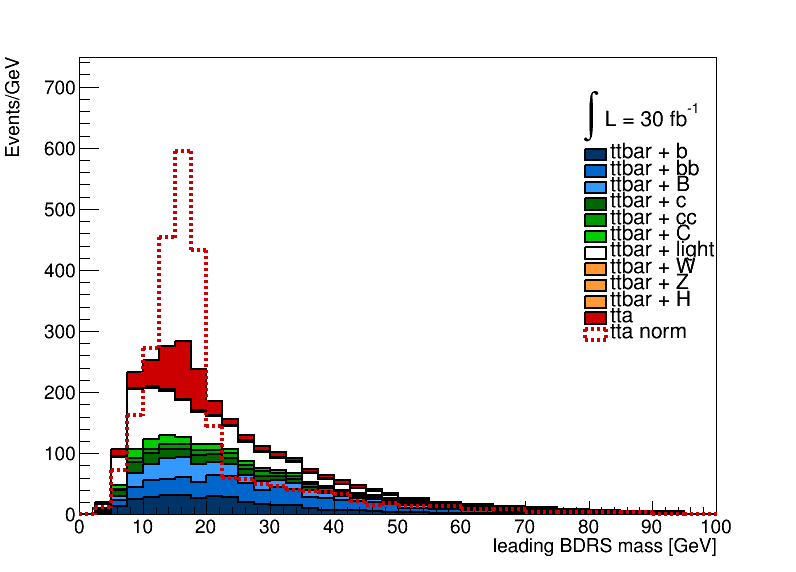 Events/GeV
700
600
500
400
300
200
100
0
∫ L = 30 fb-1
ttbar + b
ttbar + bb
ttbar + B
ttbar + c
ttbar + cc
ttbar + C
ttbar + light
ttbar + W
ttbar + Z
ttbar + H
tta
tta norm
0 10 20 30 40 50 60 70 80 90 100
leading BDRS mass [GeV]